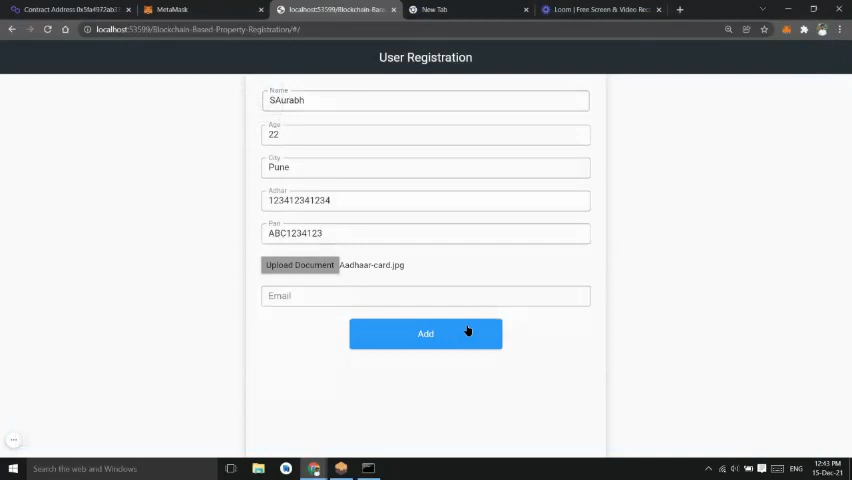 Contract Address 0x5fa4972ab33
MetaMask
localhost:53599/Blockchain-Based
New Tab
Loom | Free Screen & Video Rec
localhost:53599/Blockchain-Based-Property-Registration/#/
User Registration
Name
SAurabh
Age
22
City
Pune
Adhar
123412341234
Pan
ABC1234123
Upload Document Aadhaar-card.jpg
Email
Add
Search the web and Windows
ENG
12:43 PM
15-Dec-21